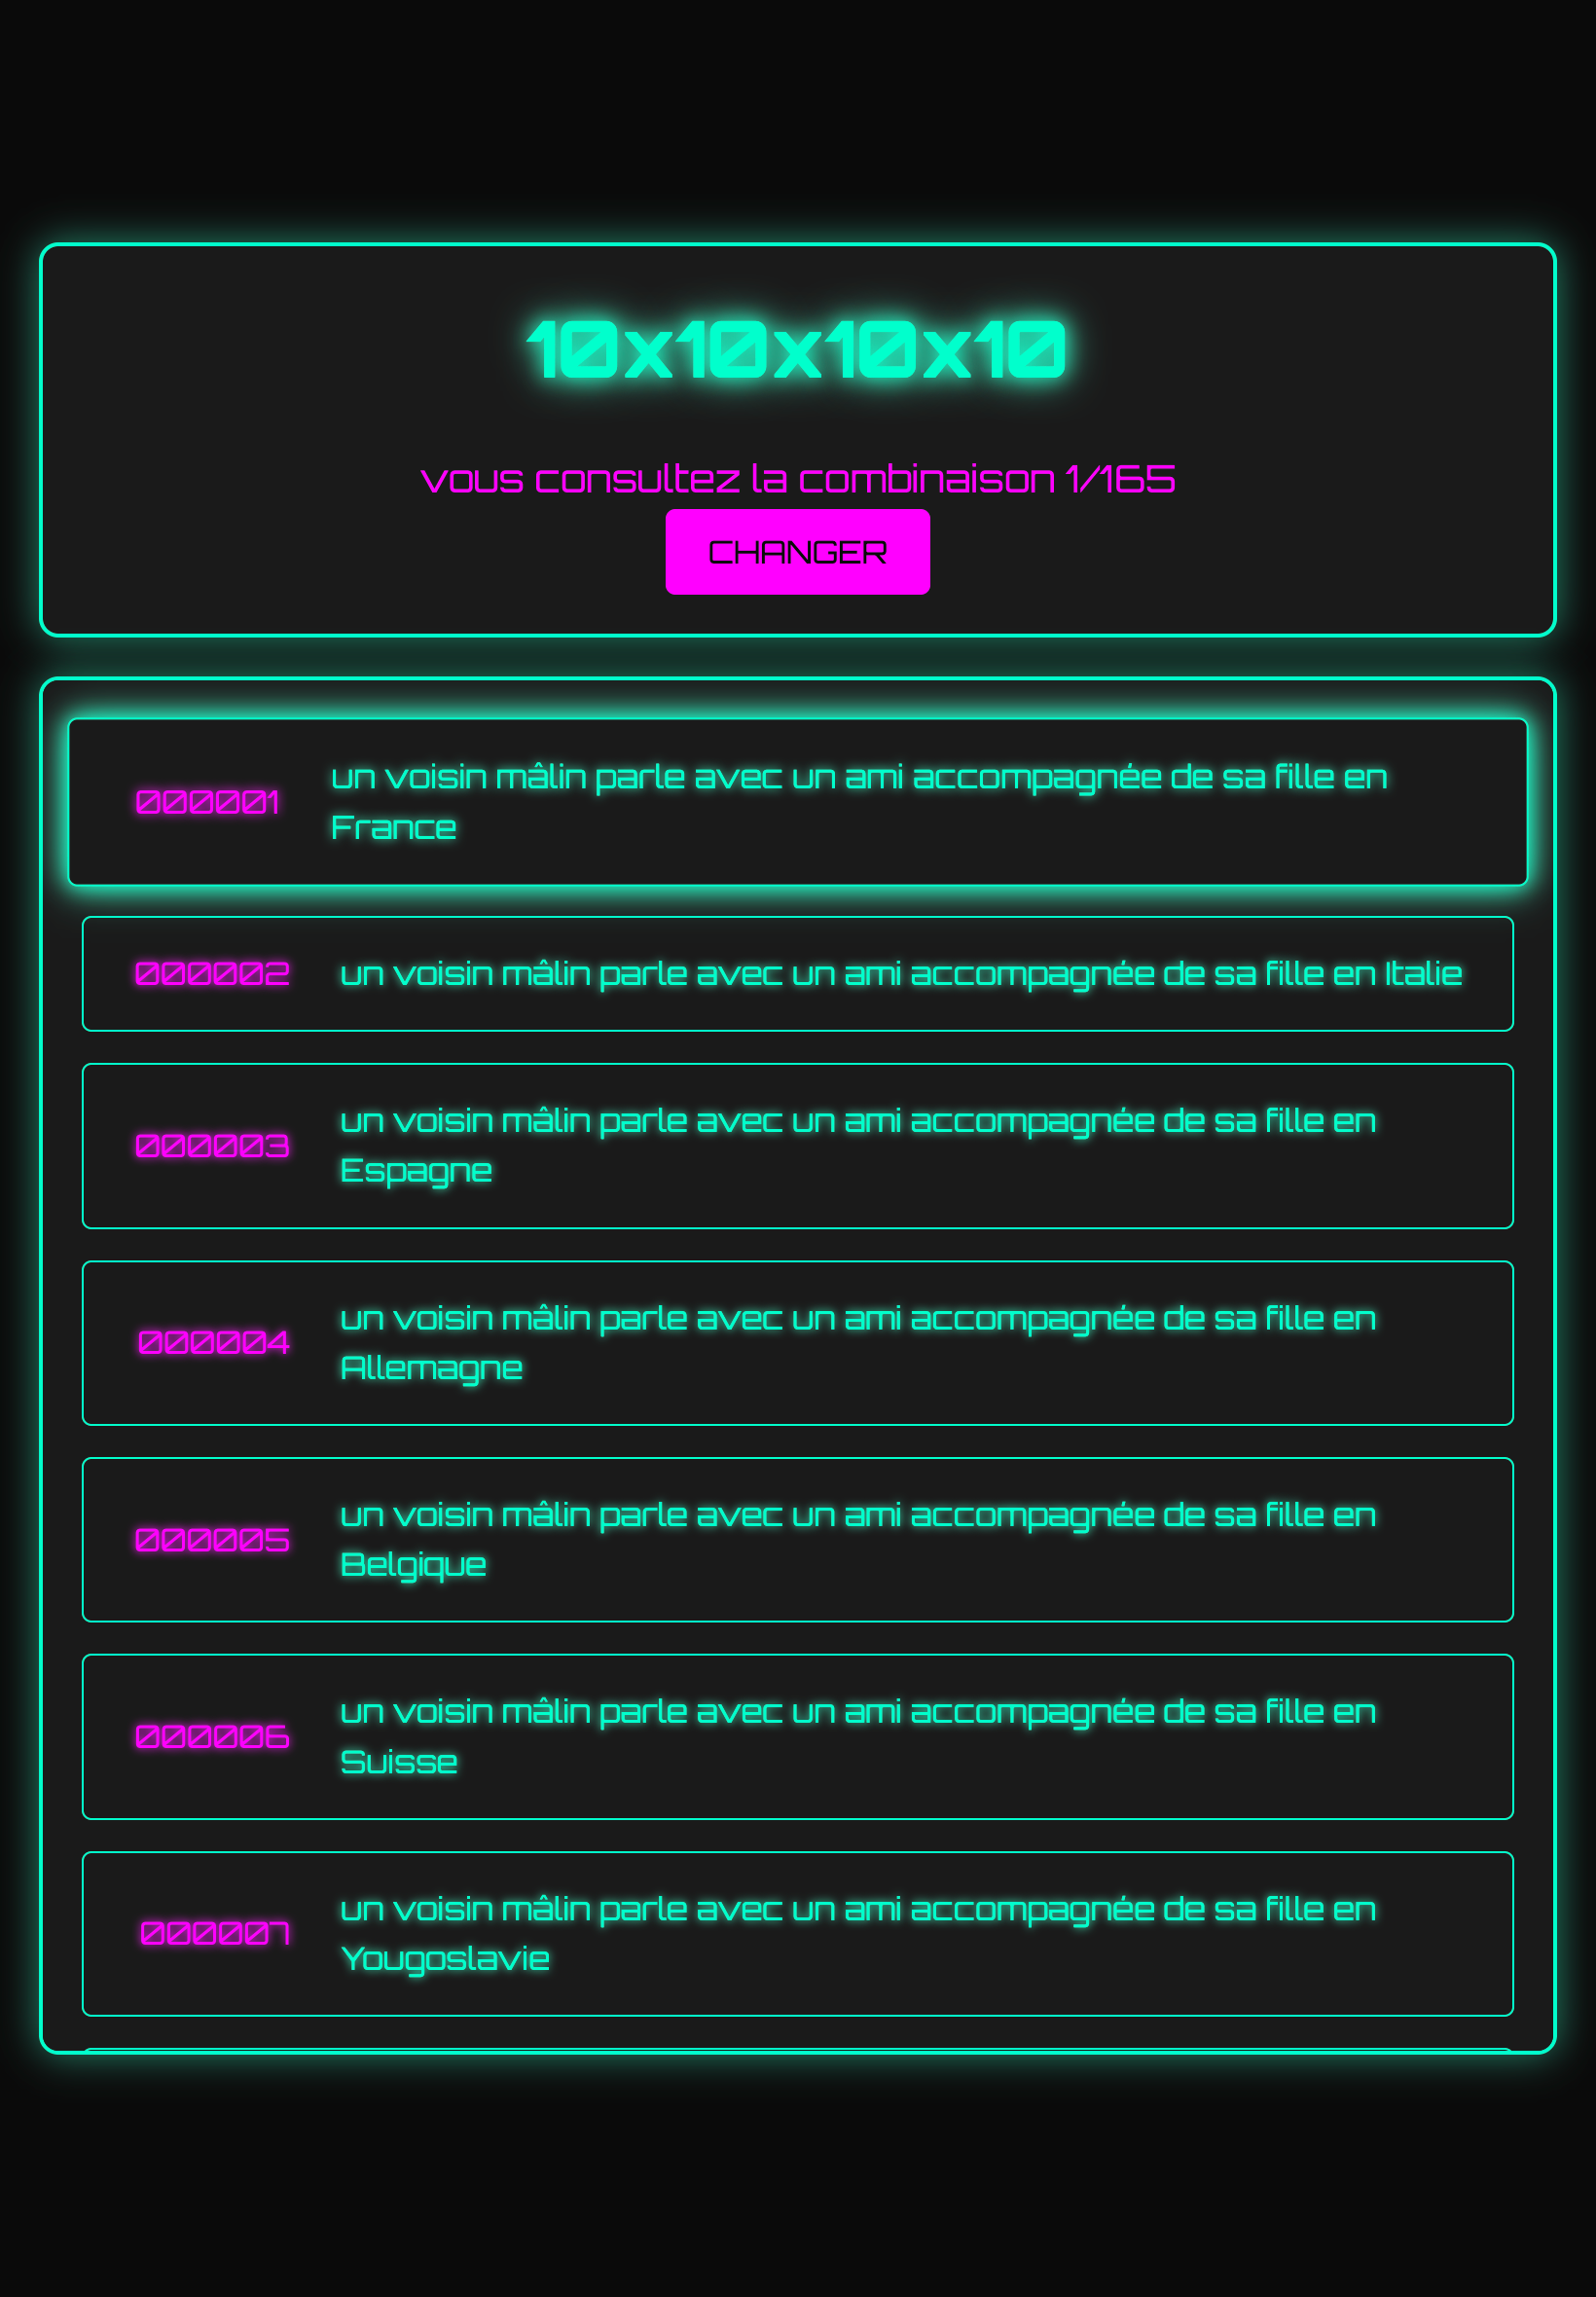 10x10x10x10
vous consultez la combinaison 1/165
CHANGER
000001
un voisin mâlin parle avec un ami accompagnée de sa fille en
France
000002
un voisin mâlin parle avec un ami accompagnée de sa fille en Italie
000003
un voisin mâlin parle avec un ami accompagnée de sa fille en
Espagne
000004
un voisin mâlin parle avec un ami accompagnée de sa fille en
Allemagne
000005
un voisin mâlin parle avec un ami accompagnée de sa fille en
Belgique
000006
un voisin mâlin parle avec un ami accompagnée de sa fille en
Suisse
000007
un voisin mâlin parle avec un ami accompagnée de sa fille en
Yougoslavie